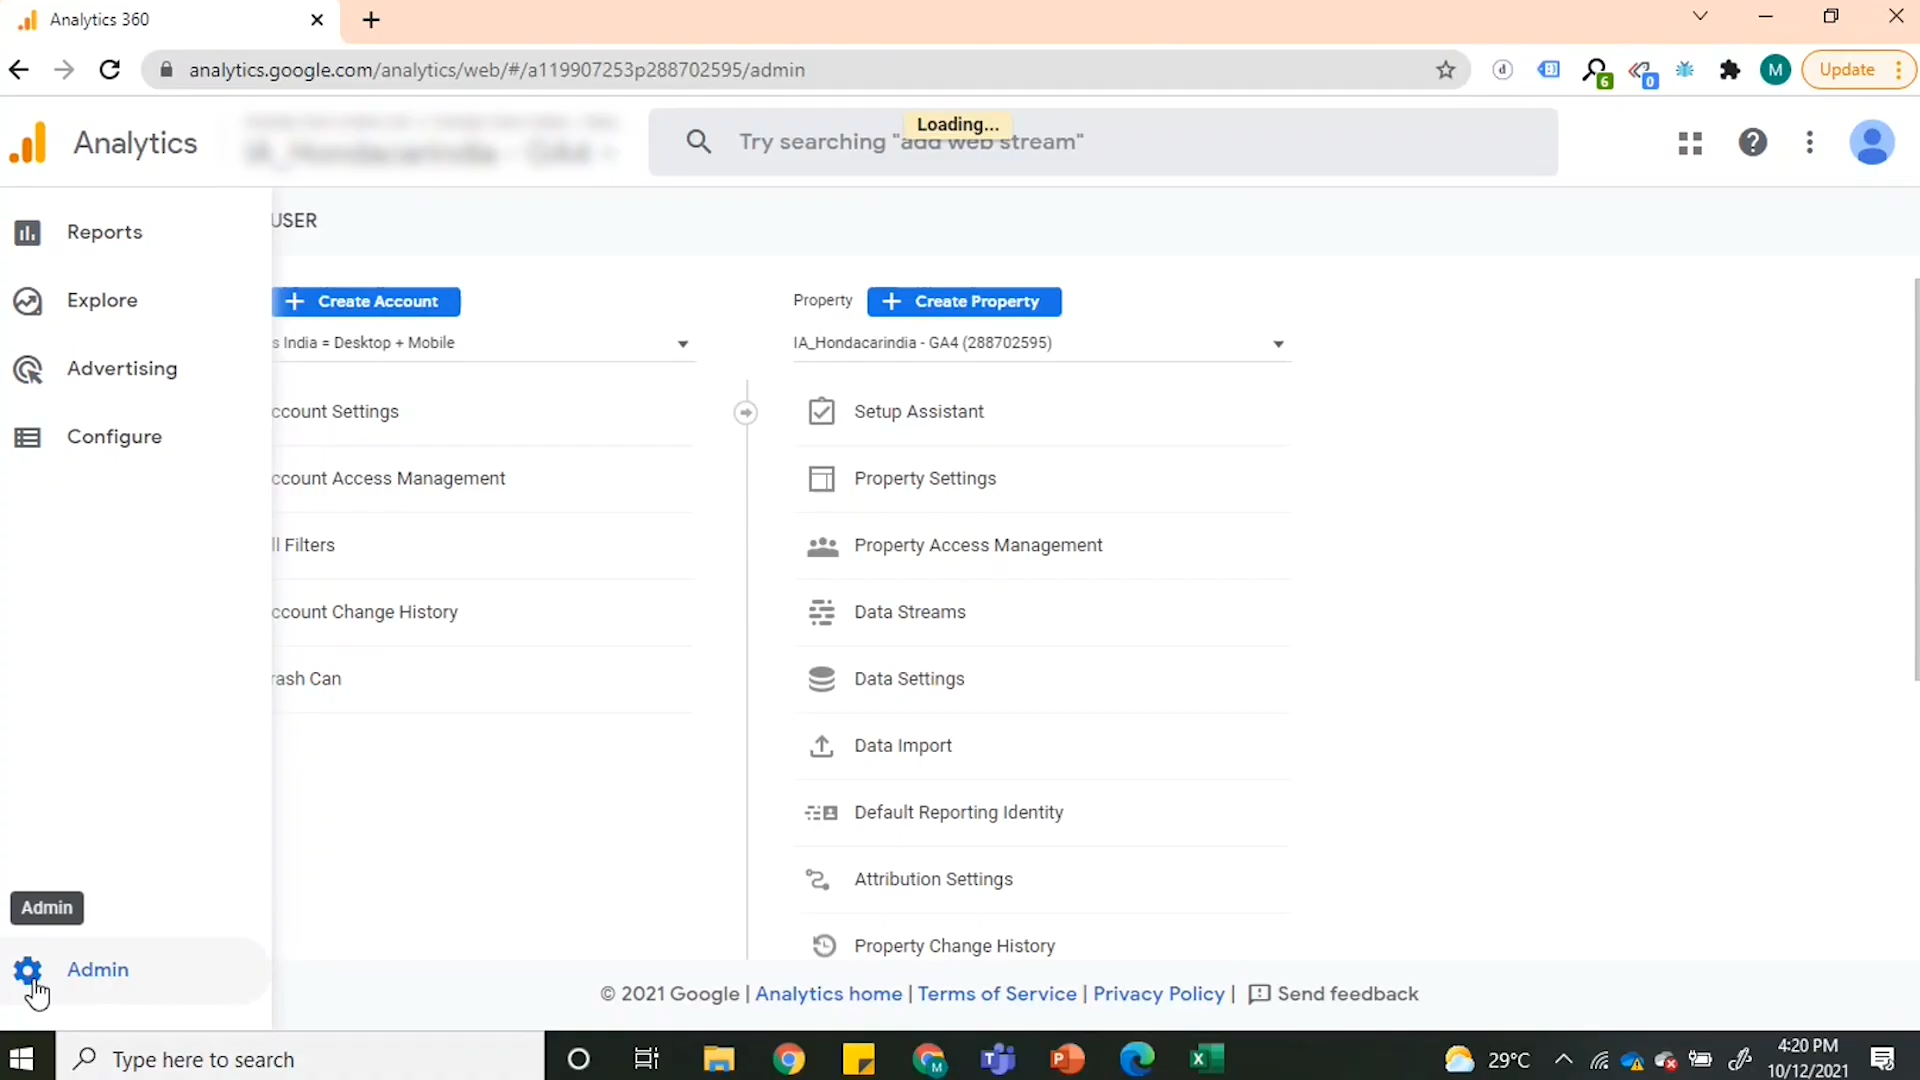 Analytics 360
analytics.google.com/analytics/web/#/a119907253p288702595/admin
6
0
M
Update
Analytics
IA_Hondacarindia - GA4
Try searching "add web stream"
Loading...
Reports
Explore
Advertising
Configure
Admin
Admin
USER
Create Account
s India = Desktop + Mobile
ccount Settings
ccount Access Management
ll Filters
ccount Change History
rash Can
Property
Create Property
IA_Hondacarindia - GA4 (288702595)
Setup Assistant
Property Settings
Property Access Management
Data Streams
Data Settings
Data Import
Default Reporting Identity
Attribution Settings
Property Change History
© 2021 Google | Analytics home | Terms of Service | Privacy Policy | Send feedback
Type here to search
29°C
4:20 PM
10/12/2021